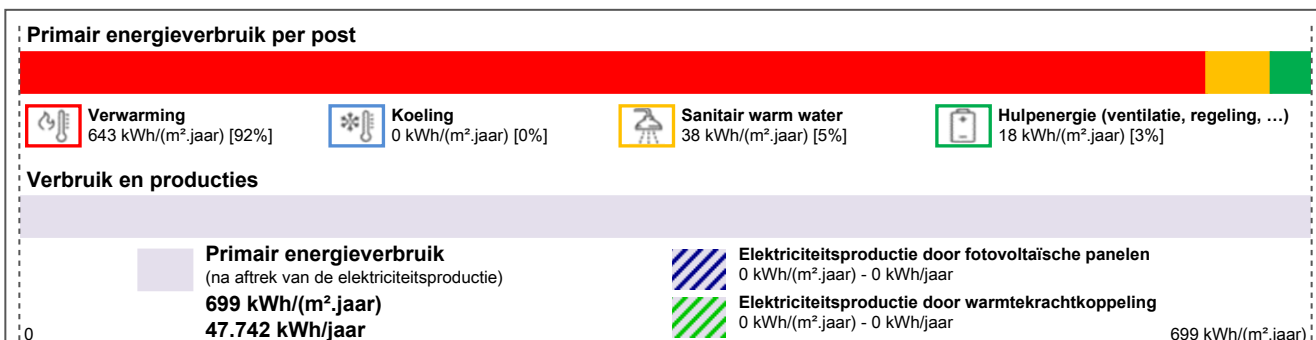 Primair energieverbruik per post
Verwarming
643 kWh/(m².jaar) [92%]
Koeling
0 kWh/(m².jaar) [0%]
Sanitair warm water
38 kWh/(m².jaar) [5%]
Hulpenergie (ventilatie, regeling, …)
18 kWh/(m².jaar) [3%]
Verbruik en producties
Primair energieverbruik
(na aftrek van de elektriciteitsproductie)
699 kWh/(m².jaar)
47.742 kWh/jaar
Elektriciteitsproductie door fotovoltaïsche panelen
0 kWh/(m².jaar) - 0 kWh/jaar
Elektriciteitsproductie door warmtekrachtkoppeling
0 kWh/(m².jaar) - 0 kWh/jaar
0
699 kWh/(m².jaar)